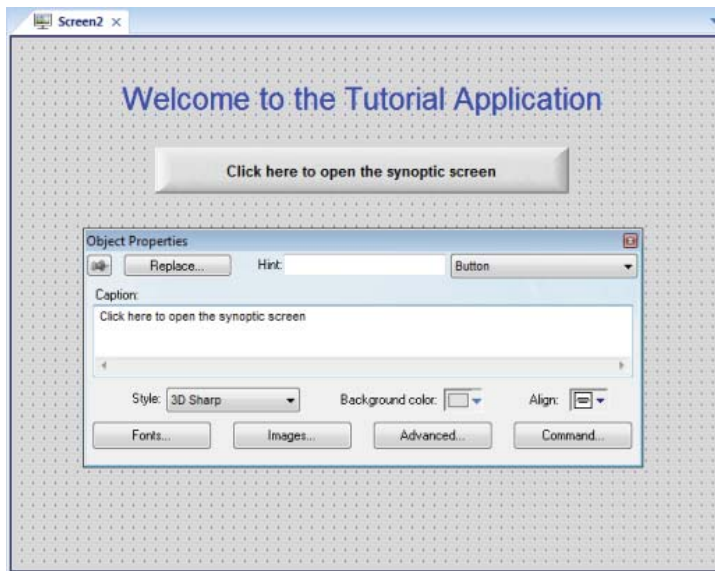 Screen2
Welcome to the Tutorial Application
Click here to open the synoptic screen
Object Properties
Replace... Hint: Button
Caption:
Click here to open the synoptic screen
Style: 3D Sharp Background color: Align:
Fonts... Images... Advanced... Command...